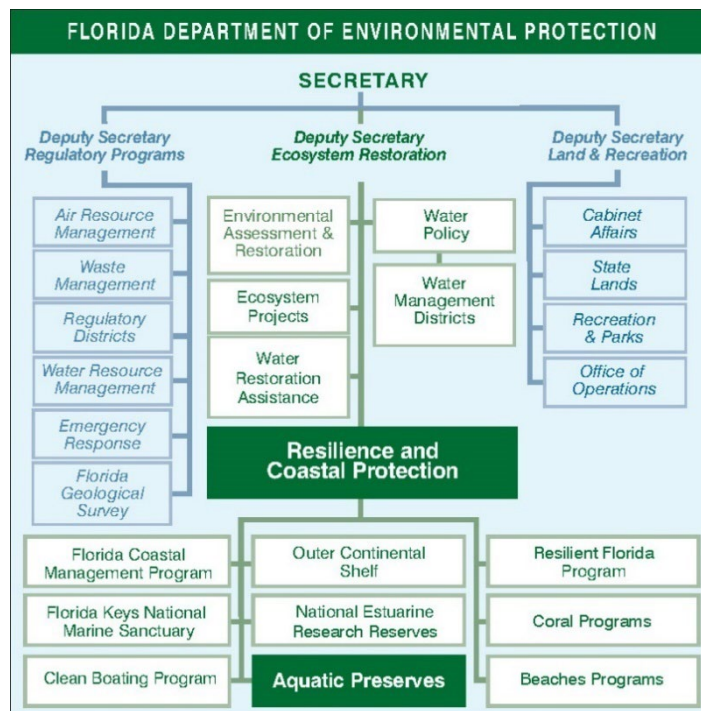 FLORIDA DEPARTMENT OF ENVIRONMENTAL PROTECTION
SECRETARY
Deputy Secretary
Regulatory Programs
Deputy Secretary
Ecosystem Restoration
Deputy Secretary
Land & Recreation
Air Resource
Management
Waste
Management
Regulatory
Districts
Water Resource
Management
Emergency
Response
Florida
Geological
Survey
Environmental
Assessment &
Restoration
Ecosystem
Projects
Water
Restoration
Assistance
Water
Policy
Water
Management
Districts
Cabinet
Affairs
State
Lands
Recreation
& Parks
Office of
Operations
Resilience and
Coastal Protection
Florida Coastal
Management Program
Outer Continental
Shelf
Resilient Florida
Program
Florida Keys National
Marine Sanctuary
National Estuarine
Research Reserves
Coral Programs
Clean Boating Program
Aquatic Preserves
Beaches Programs